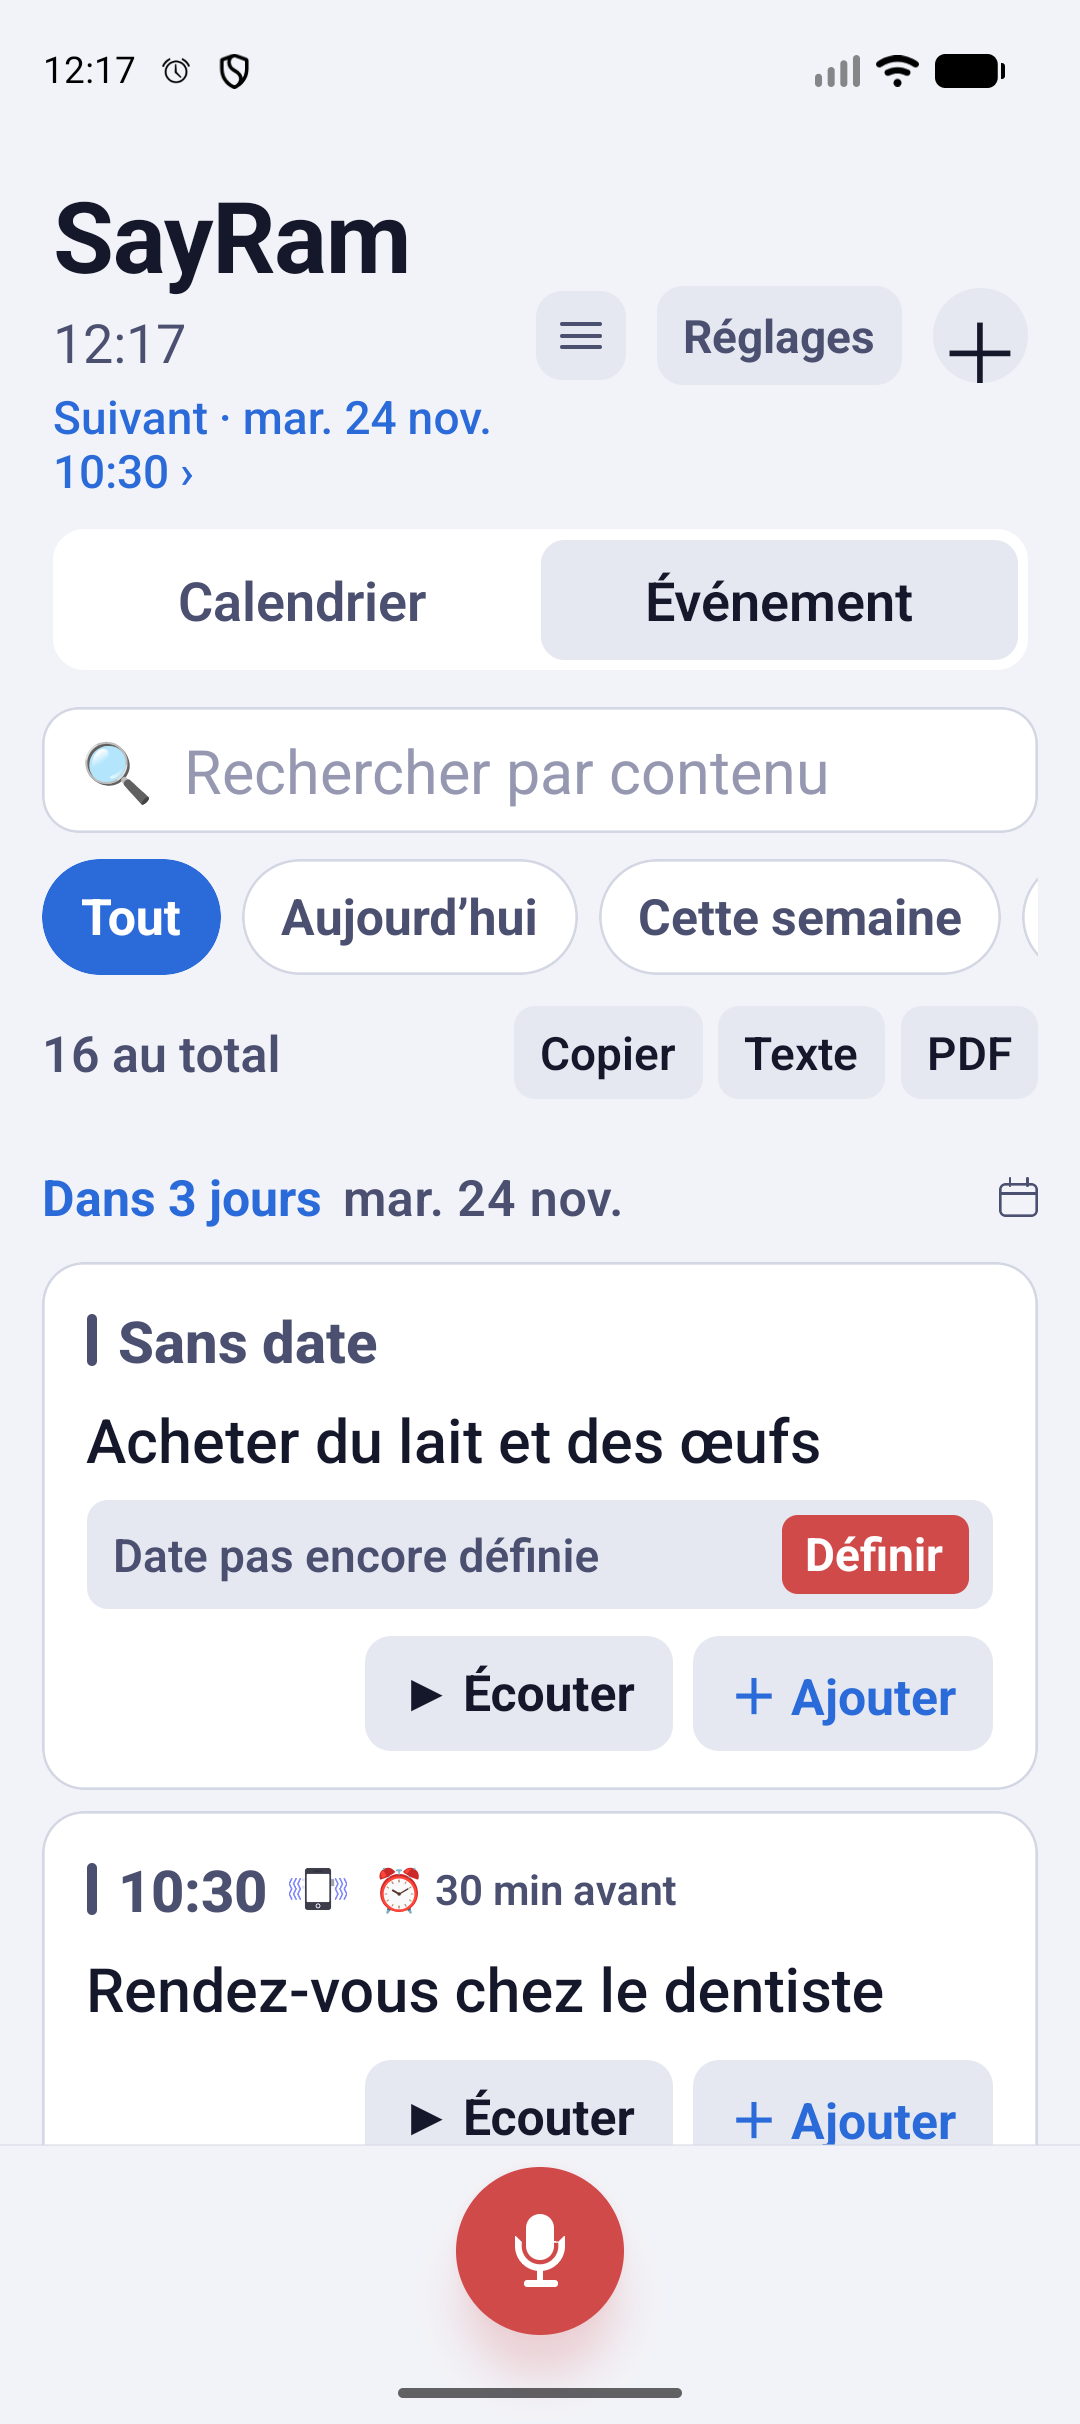 12:17
SayRam
12:17
Réglages
Suivant · mar. 24 nov.
10:30 ›
Calendrier
Événement
Rechercher par contenu
Tout
Aujourd’hui
Cette semaine
16 au total
Copier
Texte
PDF
Dans 3 jours mar. 24 nov.
Sans date
Acheter du lait et des œufs
Date pas encore définie
Définir
▶ Écouter
+ Ajouter
10:30 30 min avant
Rendez-vous chez le dentiste
▶ Écouter
+ Ajouter